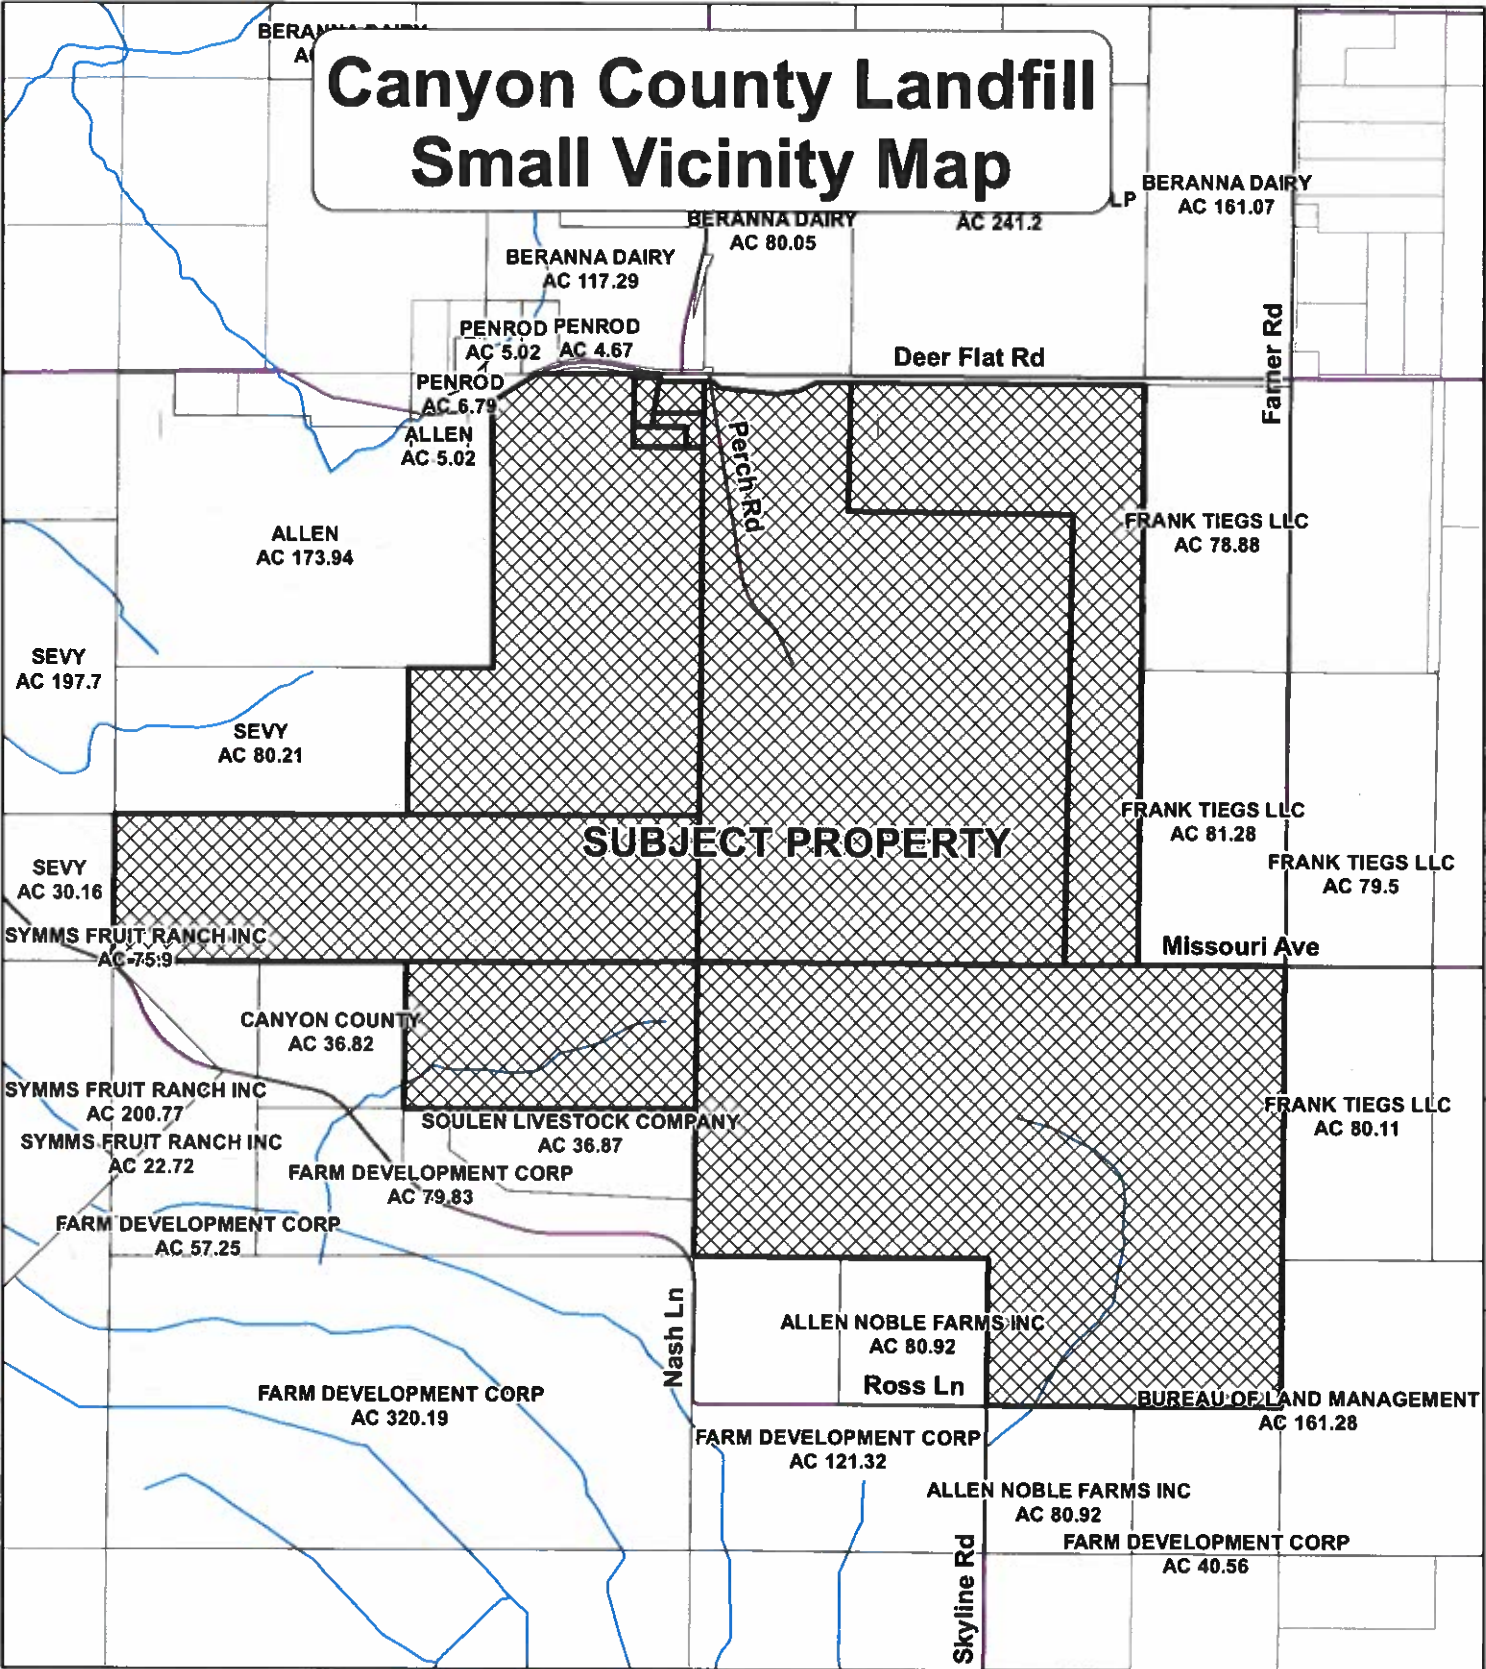 Canyon County Landfill
Small Vicinity Map
LP
BERANNA DAIRY
AC 161.07
BERANNA DAIRY
AC 80.05
AC 241.2
BERANNA DAIRY
AC 117.29
PENROD
AC 5.02
PENROD
AC 4.67
Deer Flat Rd
Farner Rd
PENROD
AC 6.79
ALLEN
AC 5.02
Perch Rd
ALLEN
AC 173.94
FRANK TIEGS LLC
AC 78.88
SEVY
AC 197.7
SEVY
AC 80.21
SUBJECT PROPERTY
FRANK TIEGS LLC
AC 81.28
FRANK TIEGS LLC
AC 79.5
SEVY
AC 30.16
SYMMS FRUIT RANCH INC
AC 75.9
Missouri Ave
CANYON COUNTY
AC 36.82
SYMMS FRUIT RANCH INC
AC 200.77
SYMMS FRUIT RANCH INC
AC 22.72
SOULEN LIVESTOCK COMPANY
AC 36.87
FRANK TIEGS LLC
AC 80.11
FARM DEVELOPMENT CORP
AC 79.83
FARM DEVELOPMENT CORP
AC 57.25
Nash Ln
ALLEN NOBLE FARMS INC
AC 80.92
Ross Ln
FARM DEVELOPMENT CORP
AC 320.19
BUREAU OF LAND MANAGEMENT
AC 161.28
FARM DEVELOPMENT CORP
AC 121.32
ALLEN NOBLE FARMS INC
AC 80.92
FARM DEVELOPMENT CORP
AC 40.56
Skyline Rd